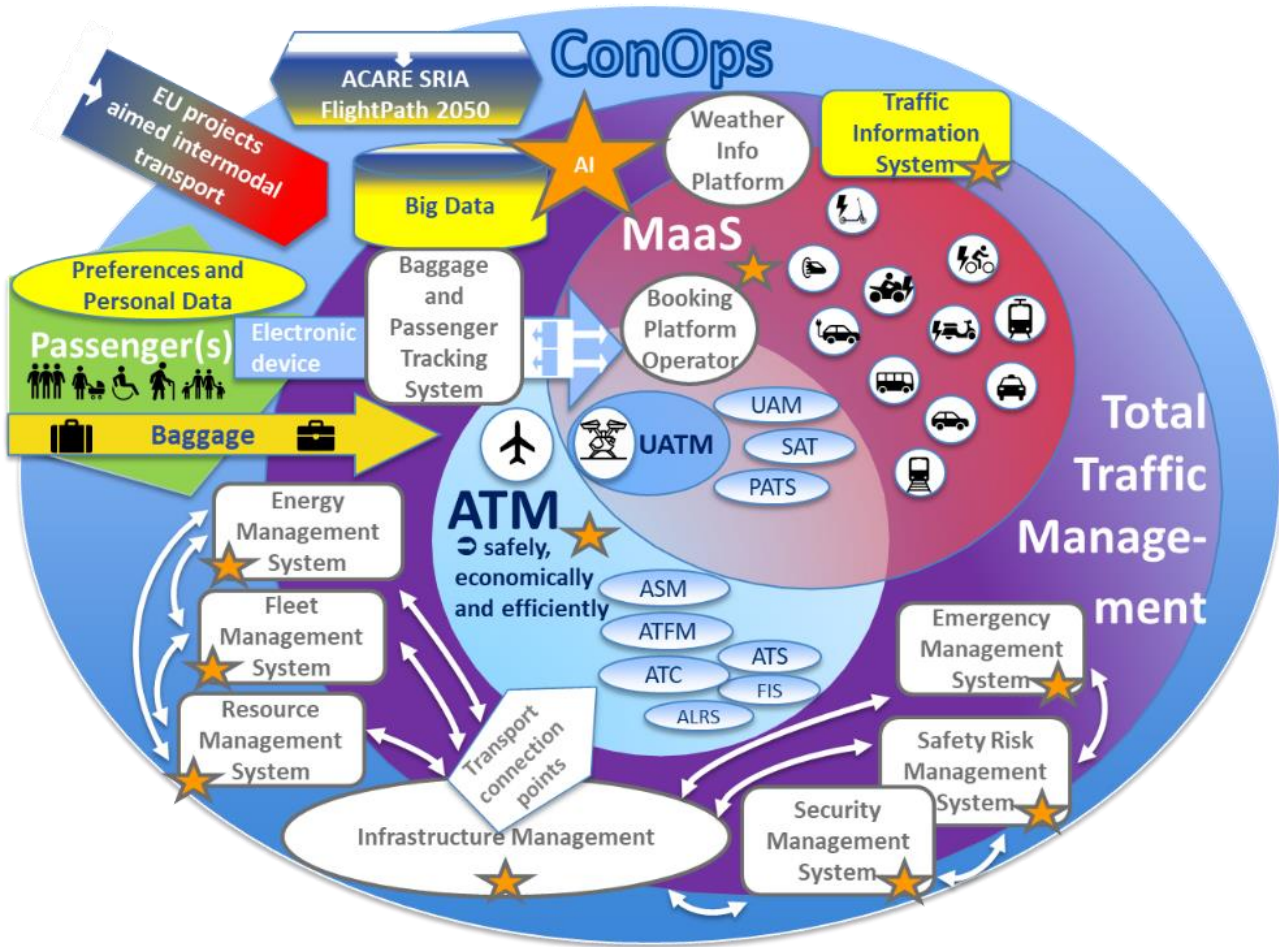 ConOps
EU projects
aimed intermodal
transport
ACARE SRIA
FlightPath 2050
AI
Weather
Info
Platform
Traffic
Information
System
Big Data
MaaS
Preferences and
Personal Data
Passenger(s)
Electronic
device
Baggage
and
Passenger
Tracking
System
Booking
Platform
Operator
Baggage
UATM
UAM
SAT
PATS
Total
Traffic
Manage-
ment
ATM
➲ safely,
economically
and efficiently
ASM
ATFM
ATC
ATS
FIS
ALRS
Energy
Management
System
Fleet
Management
System
Resource
Management
System
Transport
connection
points
Infrastructure Management
Emergency
Management
System
Safety Risk
Management
System
Security
Management
System